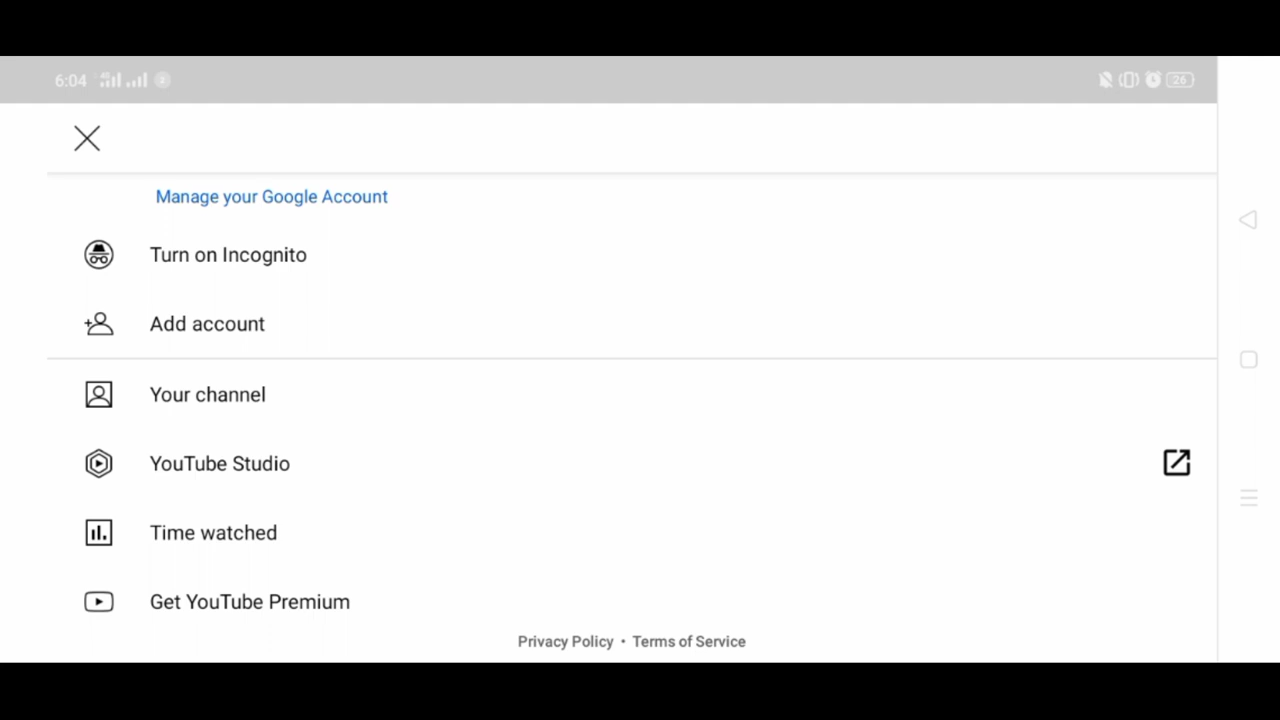 6:04 26
Manage your Google Account
Turn on Incognito
Add account
Your channel
YouTube Studio
Time watched
Get YouTube Premium
Privacy Policy • Terms of Service